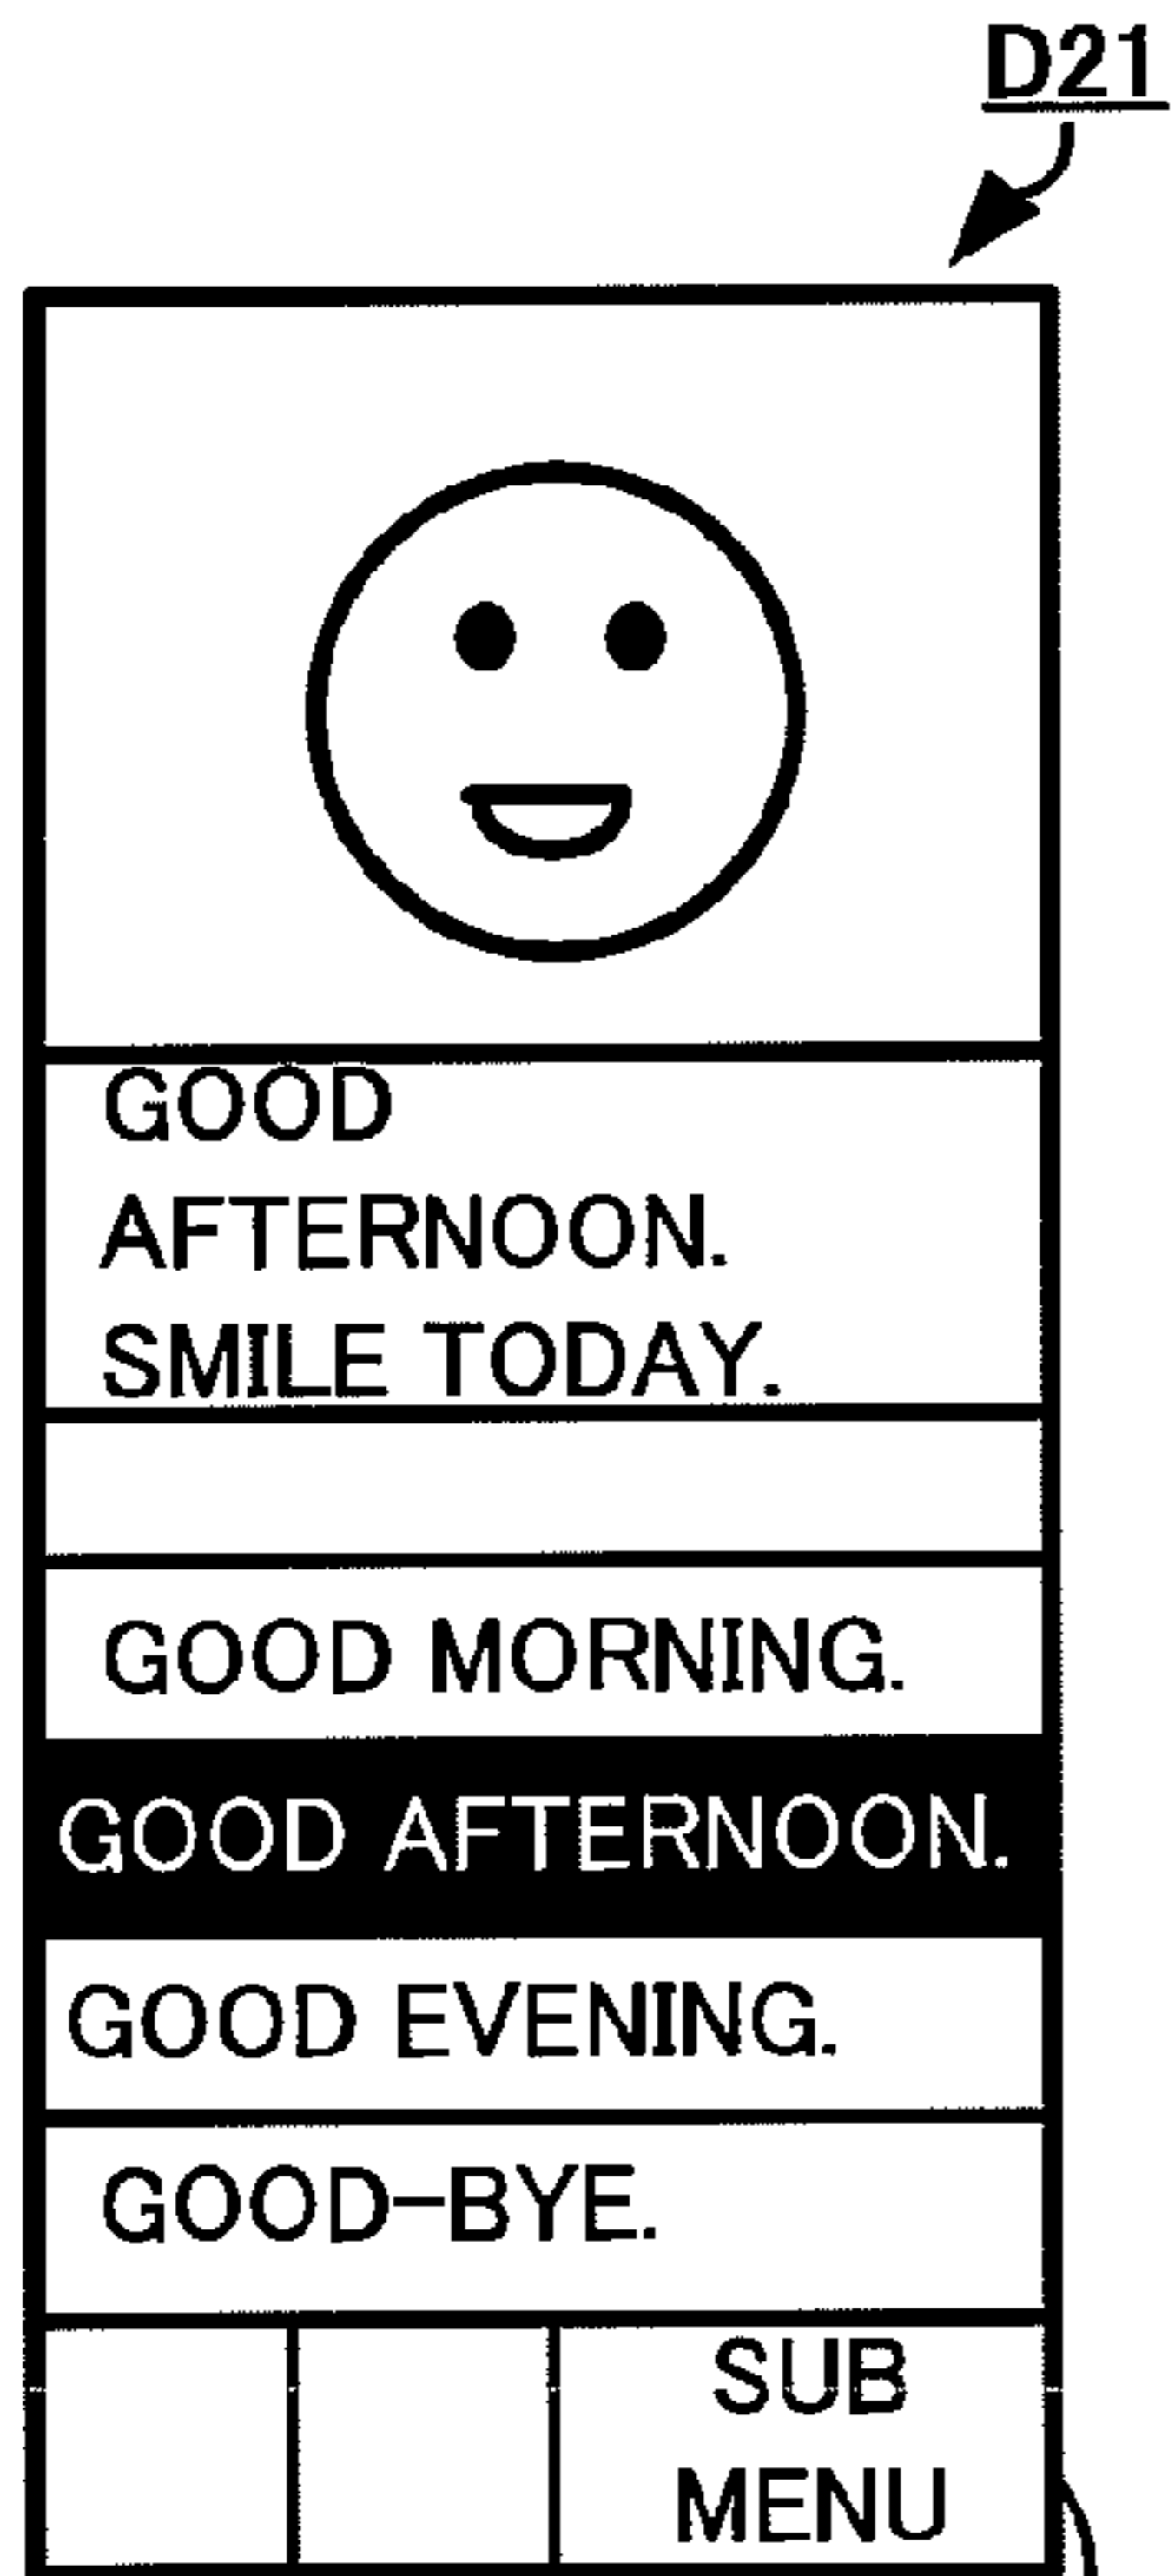 D21
GOOD
AFTERNOON.
SMILE TODAY.
GOOD MORNING.
GOOD AFTERNOON.
GOOD EVENING.
GOOD-BYE.
SUB
MENU